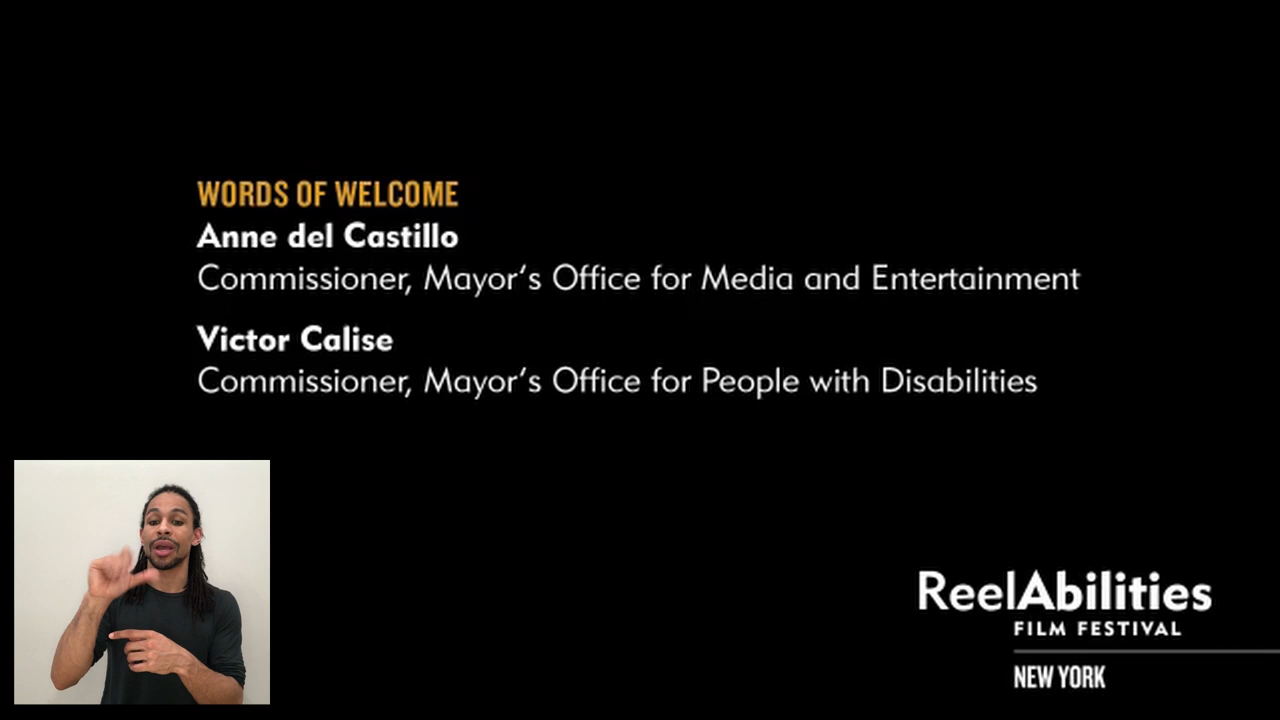 WORDS OF WELCOME
Anne del Castillo
Commissioner, Mayor‘s Office for Media and Entertainment
Victor Calise
Commissioner, Mayor‘s Office for People with Disabilities
ReelAbilities
FILM FESTIVAL
NEW YORK